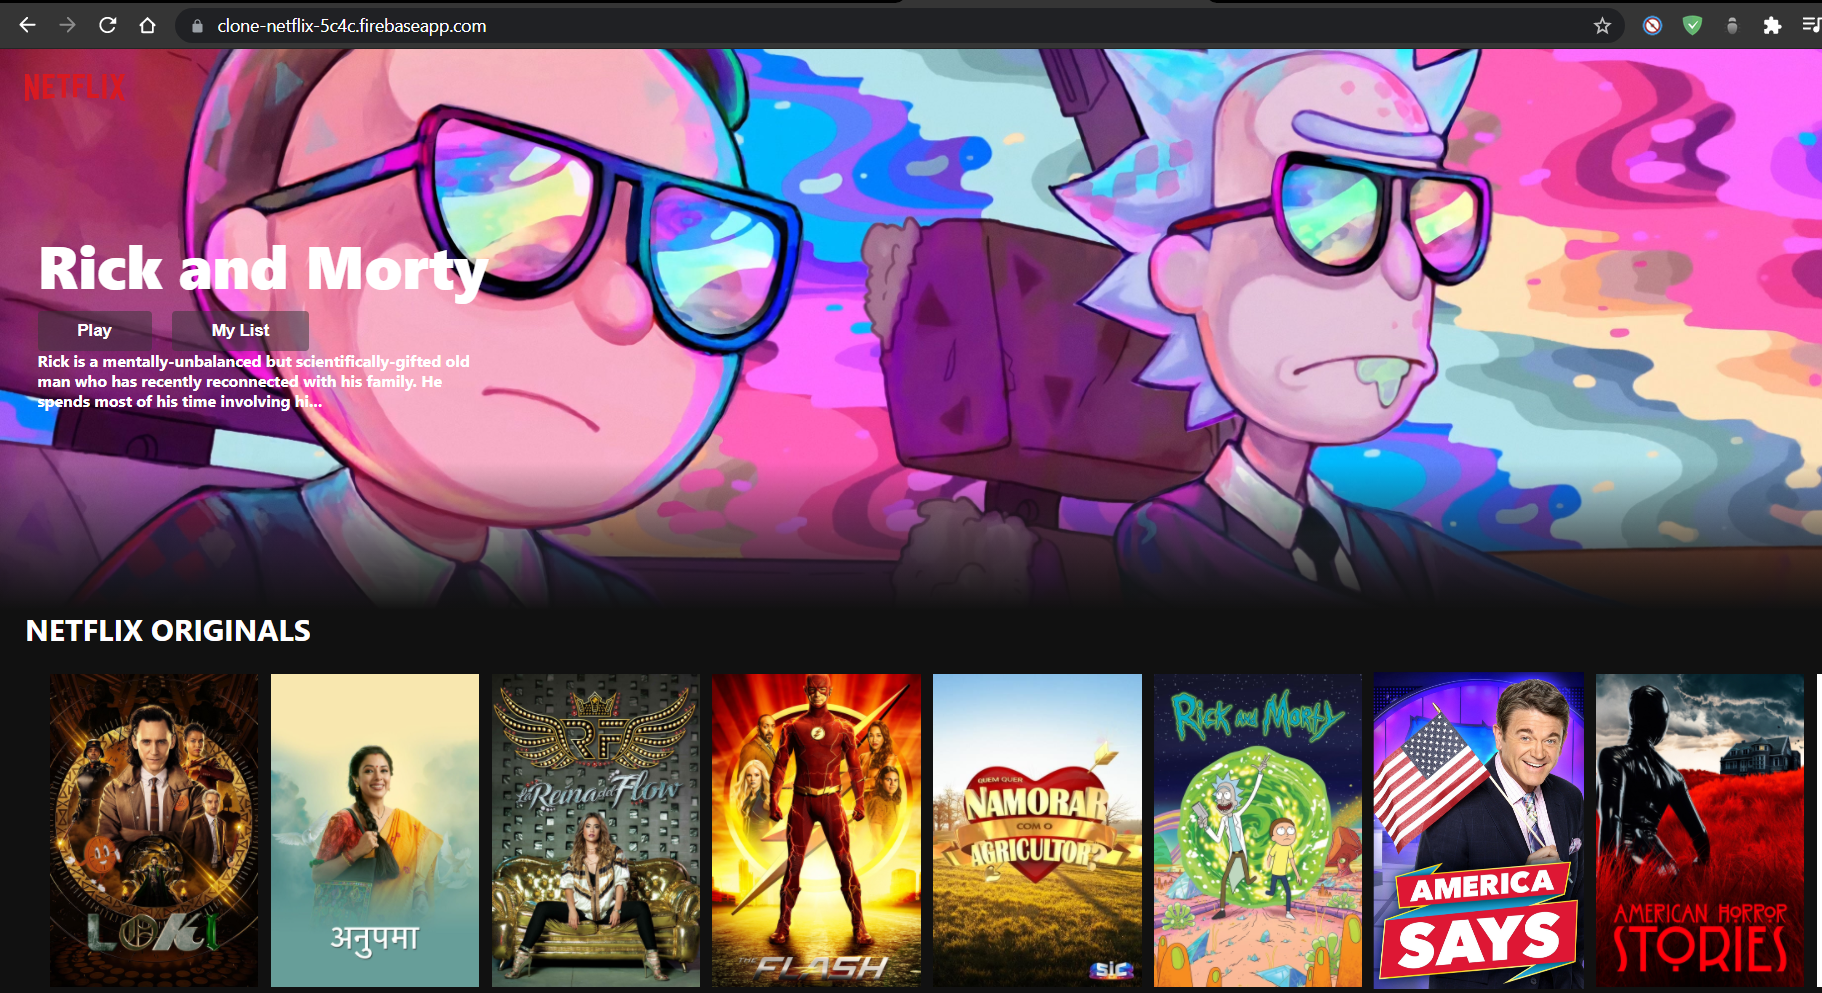 clone-netflix-5c4c.firebaseapp.com
NETFLIX
Rick and Morty
Play
My List
Rick is a mentally-unbalanced but scientifically-gifted old
man who has recently reconnected with his family. He
spends most of his time involving hi...
NETFLIX ORIGINALS
LOKI
अनुपमा
RF
La Reina del Flow
THE FLASH
QUEM QUER
NAMORAR
COM O
AGRICULTOR?
SIC
Rick and Morty
AMERICA
SAYS
AMERICAN HORROR
STORIES